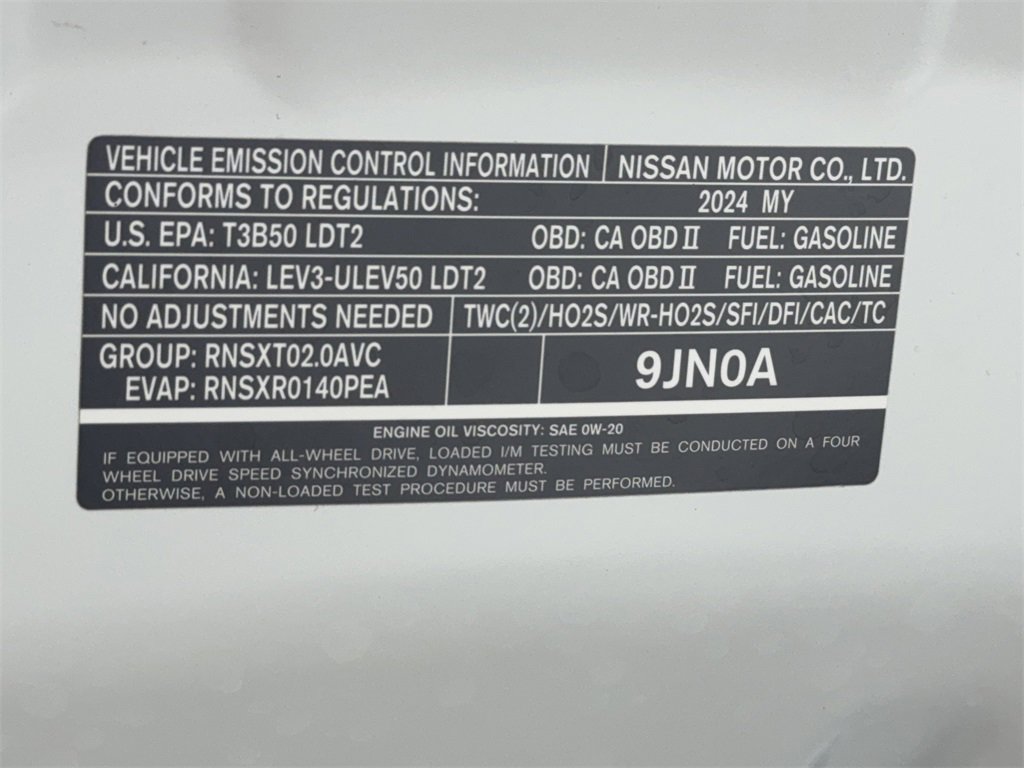 VEHICLE EMISSION CONTROL INFORMATION NISSAN MOTOR CO., LTD.
CONFORMS TO REGULATIONS: 2024 MY
U.S. EPA: T3B50 LDT2 OBD: CA OBD II FUEL: GASOLINE
CALIFORNIA: LEV3-ULEV50 LDT2 OBD: CA OBD II FUEL: GASOLINE
NO ADJUSTMENTS NEEDED TWC(2)/HO2S/WR-HO2S/SFI/DFI/CAC/TC
GROUP: RNSXT02.0AVC
EVAP: RNSXR0140PEA
9JN0A
ENGINE OIL VISCOSITY: SAE 0W-20
IF EQUIPPED WITH ALL-WHEEL DRIVE, LOADED I/M TESTING MUST BE CONDUCTED ON A FOUR
WHEEL DRIVE SPEED SYNCHRONIZED DYNAMOMETER.
OTHERWISE, A NON-LOADED TEST PROCEDURE MUST BE PERFORMED.